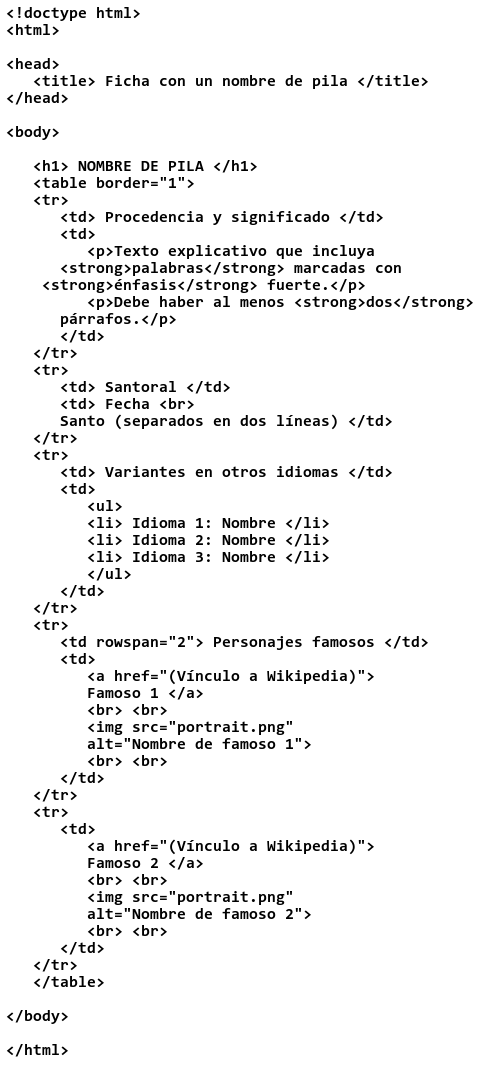 <!doctype html>
<html>

<head>
   <title> Ficha con un nombre de pila </title>
</head>

<body>

   <h1> NOMBRE DE PILA </h1>
   <table border="1">
   <tr>
      <td> Procedencia y significado </td>
      <td>
         <p>Texto explicativo que incluya
      <strong>palabras</strong> marcadas con
    <strong>énfasis</strong> fuerte.</p>
         <p>Debe haber al menos <strong>dos</strong>
      párrafos.</p>
      </td>
   </tr>
   <tr>
      <td> Santoral </td>
      <td> Fecha <br>
      Santo (separados en dos líneas) </td>
   </tr>
   <tr>
      <td> Variantes en otros idiomas </td>
      <td>
         <ul>
         <li> Idioma 1: Nombre </li>
         <li> Idioma 2: Nombre </li>
         <li> Idioma 3: Nombre </li>
         </ul>
      </td>
   </tr>
   <tr>
      <td rowspan="2"> Personajes famosos </td>
      <td>
         <a href="(Vínculo a Wikipedia)">
         Famoso 1 </a>
         <br> <br>
         <img src="portrait.png"
         alt="Nombre de famoso 1">
         <br> <br>
      </td>
   </tr>
   <tr>
      <td>
         <a href="(Vínculo a Wikipedia)">
         Famoso 2 </a>
         <br> <br>
         <img src="portrait.png"
         alt="Nombre de famoso 2">
         <br> <br>
      </td>
   </tr>
   </table>

</body>

</html>